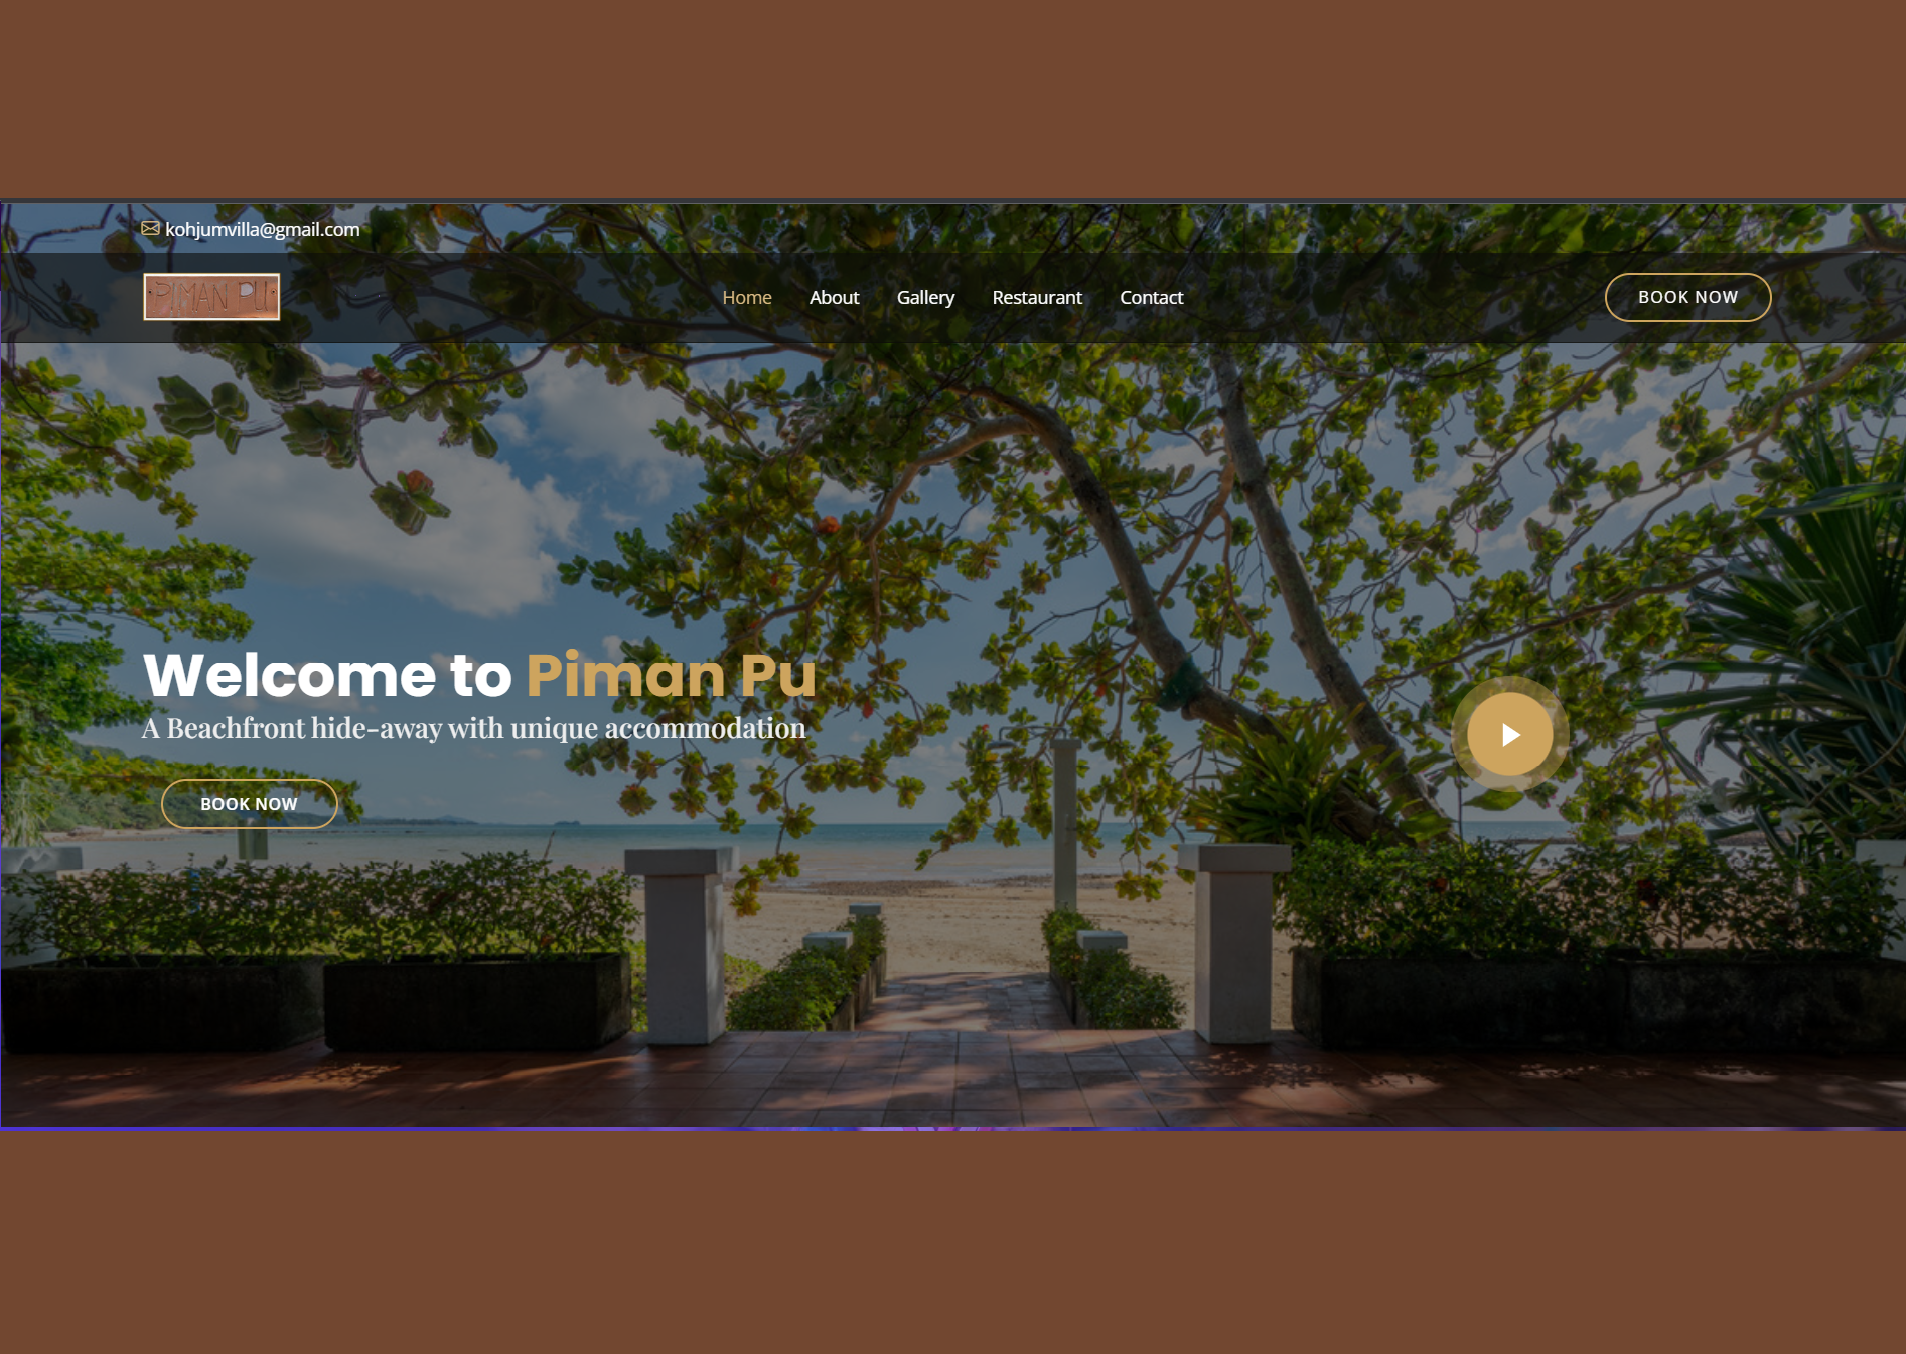 kohjumvilla@gmail.com
PIMAN PU
Home About Gallery Restaurant Contact
BOOK NOW
Welcome to Piman Pu
A Beachfront hide-away with unique accommodation
BOOK NOW